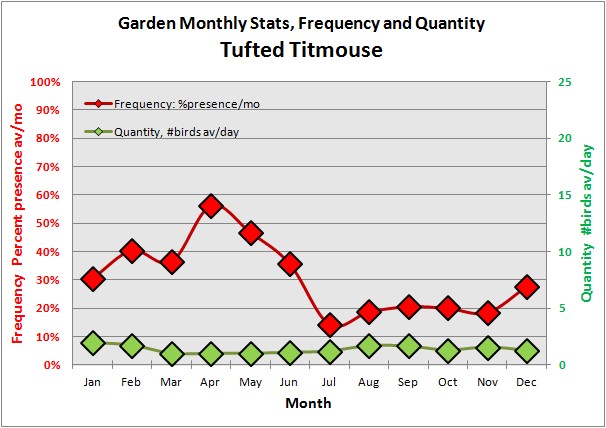 Garden Monthly Stats, Frequency and Quantity
Tufted Titmouse
Frequency Percent presence av/mo
100%
90%
80%
70%
60%
50%
40%
30%
20%
10%
0%
Frequency: %presence/mo
Quantity, #birds av/day
25
20
15
10
5
0
Quantity #birds av/day
Jan Feb Mar Apr May Jun Jul Aug Sep Oct Nov Dec
Month